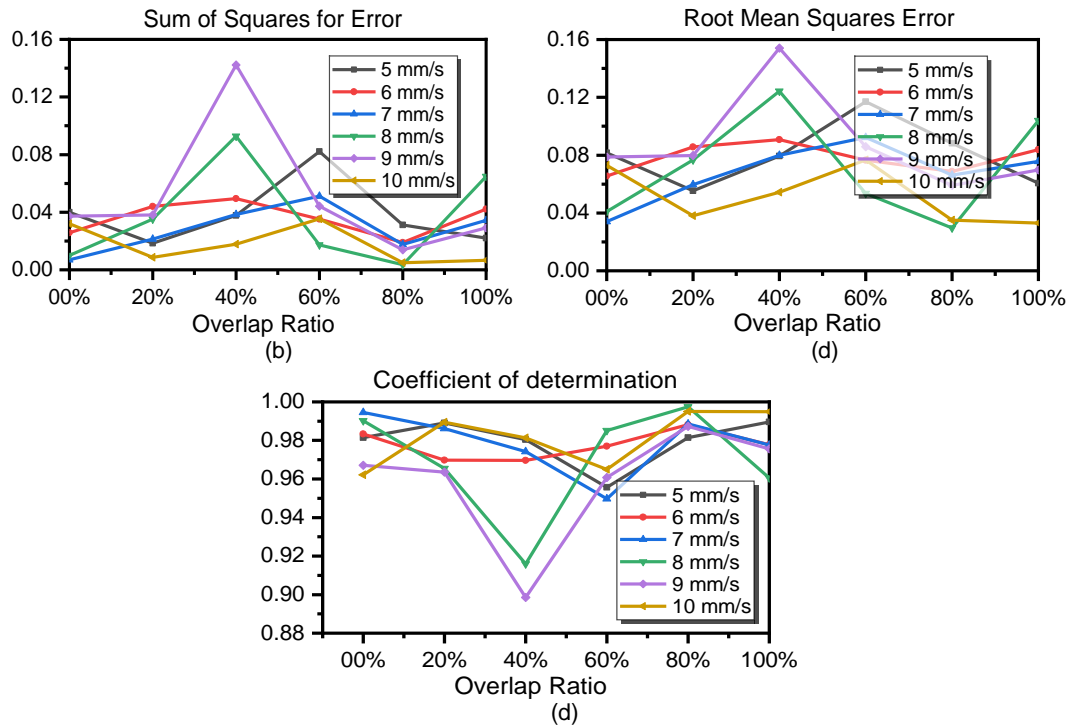 Sum of Squares for Error
0.16
0.12
0.08
0.04
0.00
5 mm/s
6 mm/s
7 mm/s
8 mm/s
9 mm/s
10 mm/s
00% 20% 40% 60% 80% 100%
Overlap Ratio
(b)
Root Mean Squares Error
0.16
0.12
0.08
0.04
0.00
5 mm/s
6 mm/s
7 mm/s
8 mm/s
9 mm/s
10 mm/s
00% 20% 40% 60% 80% 100%
Overlap Ratio
(d)
Coefficient of determination
1.00
0.98
0.96
0.94
0.92
0.90
0.88
5 mm/s
6 mm/s
7 mm/s
8 mm/s
9 mm/s
10 mm/s
00% 20% 40% 60% 80% 100%
Overlap Ratio
(d)